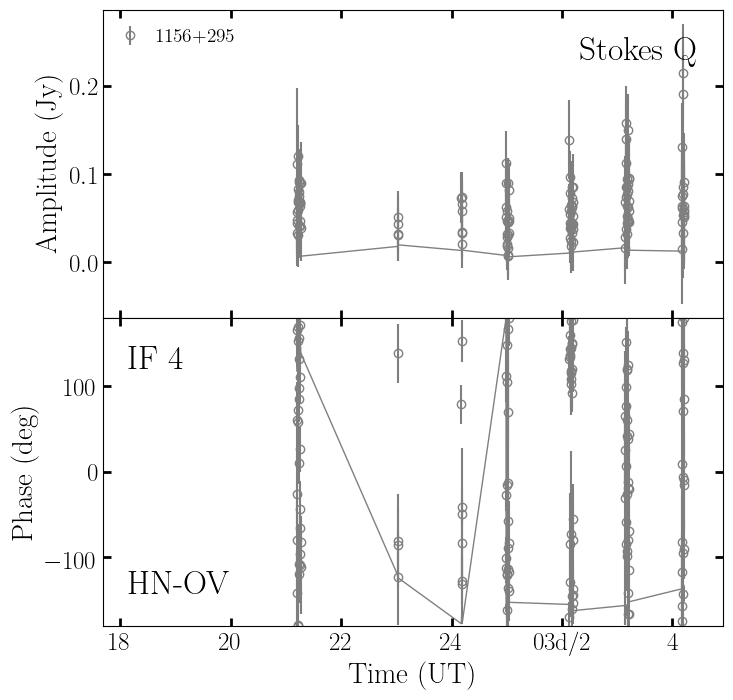 1156+295
Stokes Q
0.2
0.1
0.0
Amplitude (Jy)
IF 4
100
0
−100
Phase (deg)
HN-OV
18 20 22 24 03d/2 4
Time (UT)